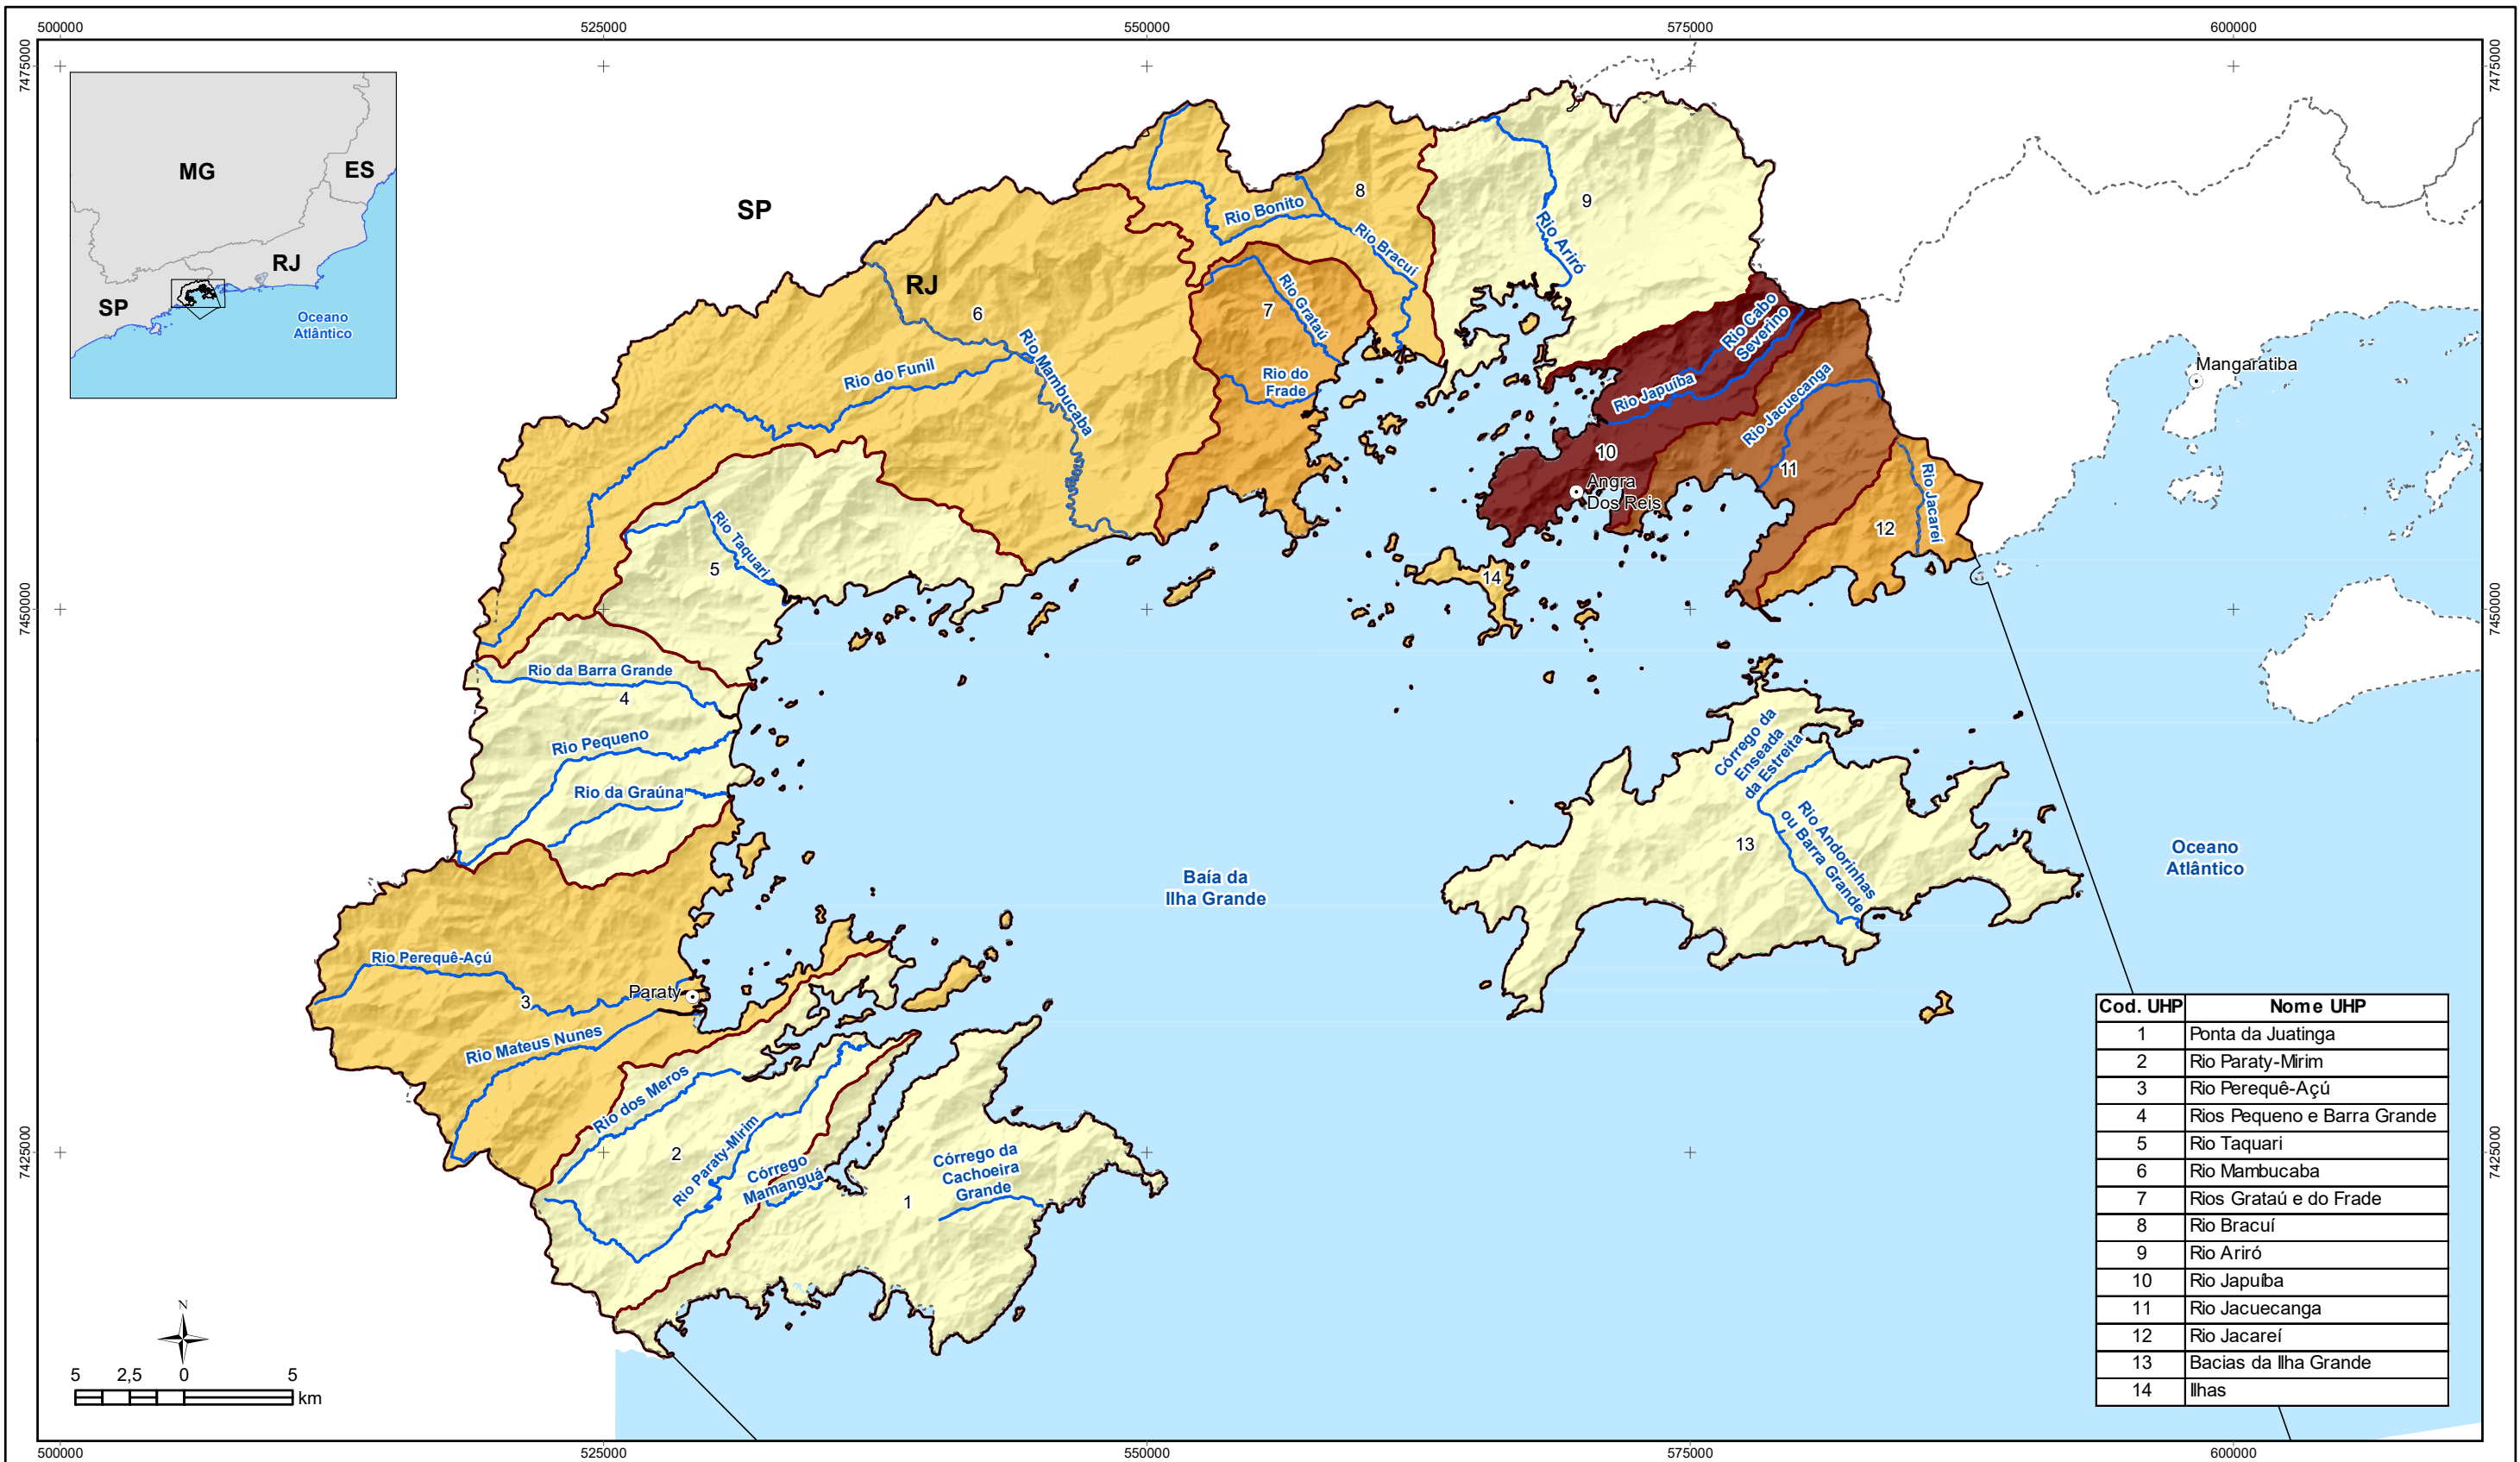 500000
525000
550000
575000
600000
7475000
7475000
MG
ES
RJ
SP
Oceano
Atlântico
SP
RJ
Rio Bonito
8
Rio Bracuí
9
Rio Ariró
7
Rio Grataú
Rio do
Frade
6
Rio Mambucaba
Rio do Funil
Rio Cabo
Severino
Rio Japuíba
Rio Jacuecanga
10
11
Angra
Dos Reis
Rio Jacareí
12
Mangaratiba
Rio Taquari
5
14
7450000
7450000
Rio da Barra Grande
4
Rio Pequeno
Rio da Graúna
Córrego da
Enseada
da Estreita
13
Rio Andorinhas
ou Barra Grande
Baía da
Ilha Grande
Oceano
Atlântico
Rio Perequê-Açú
3
Paraty
Rio Mateus Nunes
Rio dos Meros
2
Rio Paraty-Mirim
Córrego
Mamanguá
Córrego da
Cachoeira
Grande
1
7425000
7425000
Cod. UHP Nome UHP
1 Ponta da Juatinga
2 Rio Paraty-Mirim
3 Rio Perequê-Açú
4 Rios Pequeno e Barra Grande
5 Rio Taquari
6 Rio Mambucaba
7 Rios Grataú e do Frade
8 Rio Bracuí
9 Rio Ariró
10 Rio Japuíba
11 Rio Jacuecanga
12 Rio Jacareí
13 Bacias da Ilha Grande
14 Ilhas
N
5 2,5 0 5
km
500000
525000
550000
575000
600000